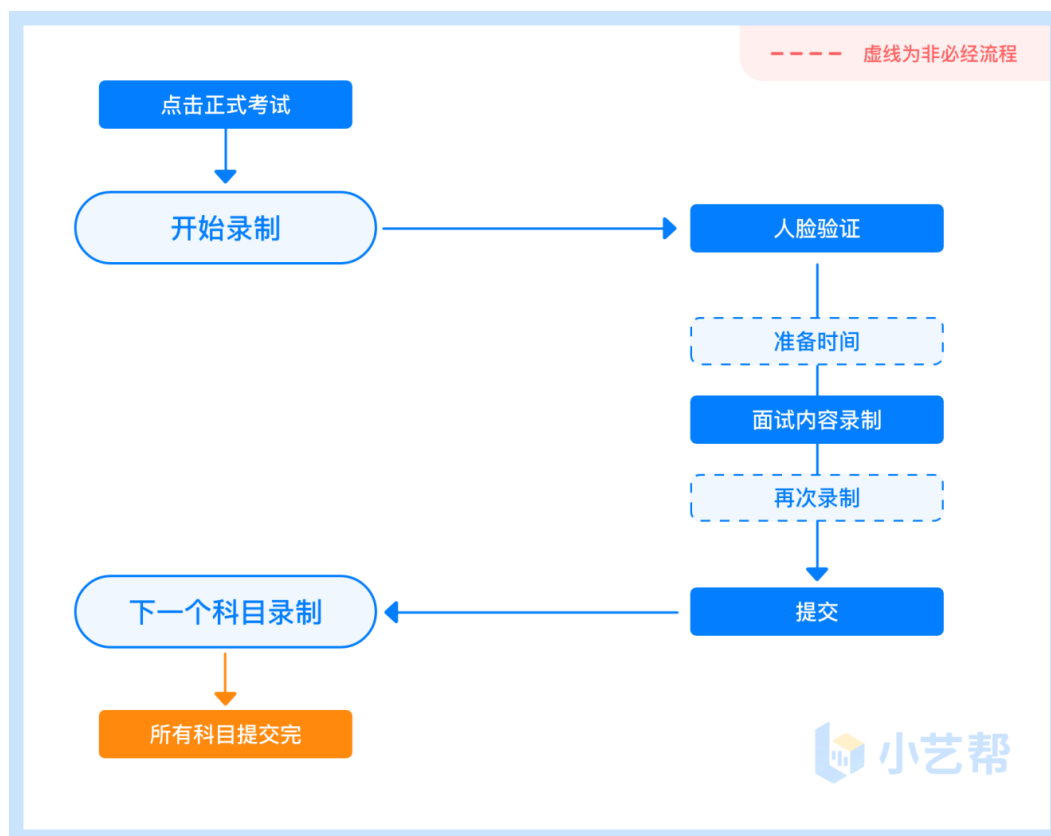 虚线为非必经流程
点击正式考试
开始录制
人脸验证
准备时间
面试内容录制
再次录制
提交
下一个科目录制
所有科目提交完
小艺帮